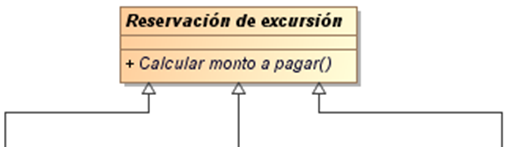 Reservación de excursión
+ Calcular monto a pagar()